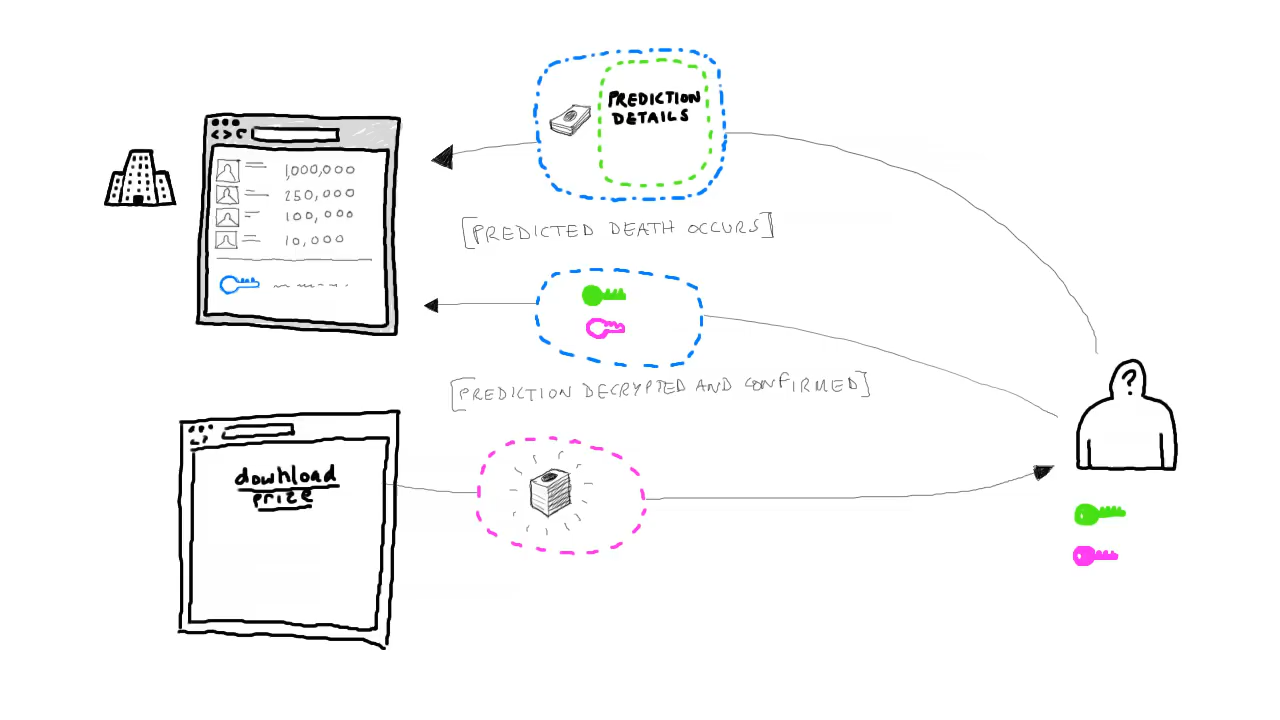 PREDICTION
DETAILS
1,000,000
250,000
100,000
10,000
[PREDICTED DEATH OCCURS]
[PREDICTION DECRYPTED AND CONFIRMED]
?
download
prize